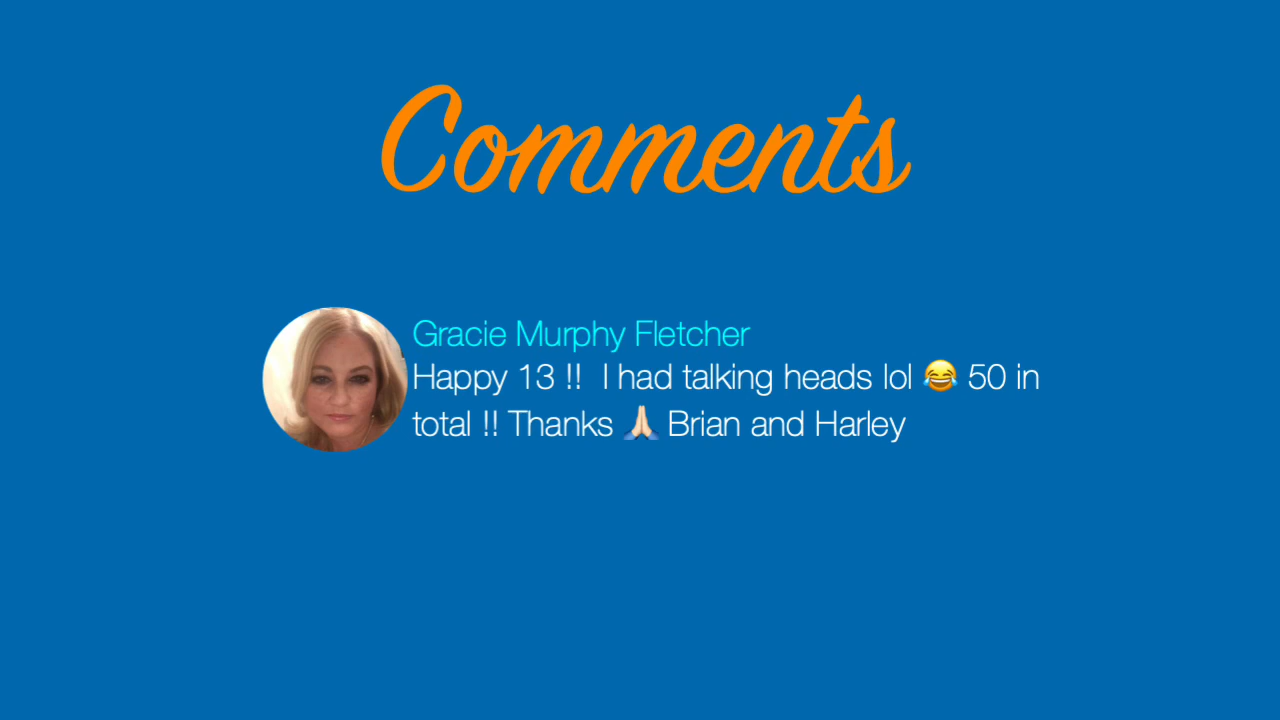 Comments
Gracie Murphy Fletcher
Happy 13 !!  I had talking heads lol 😂 50 in
total !! Thanks 🙏🏻 Brian and Harley